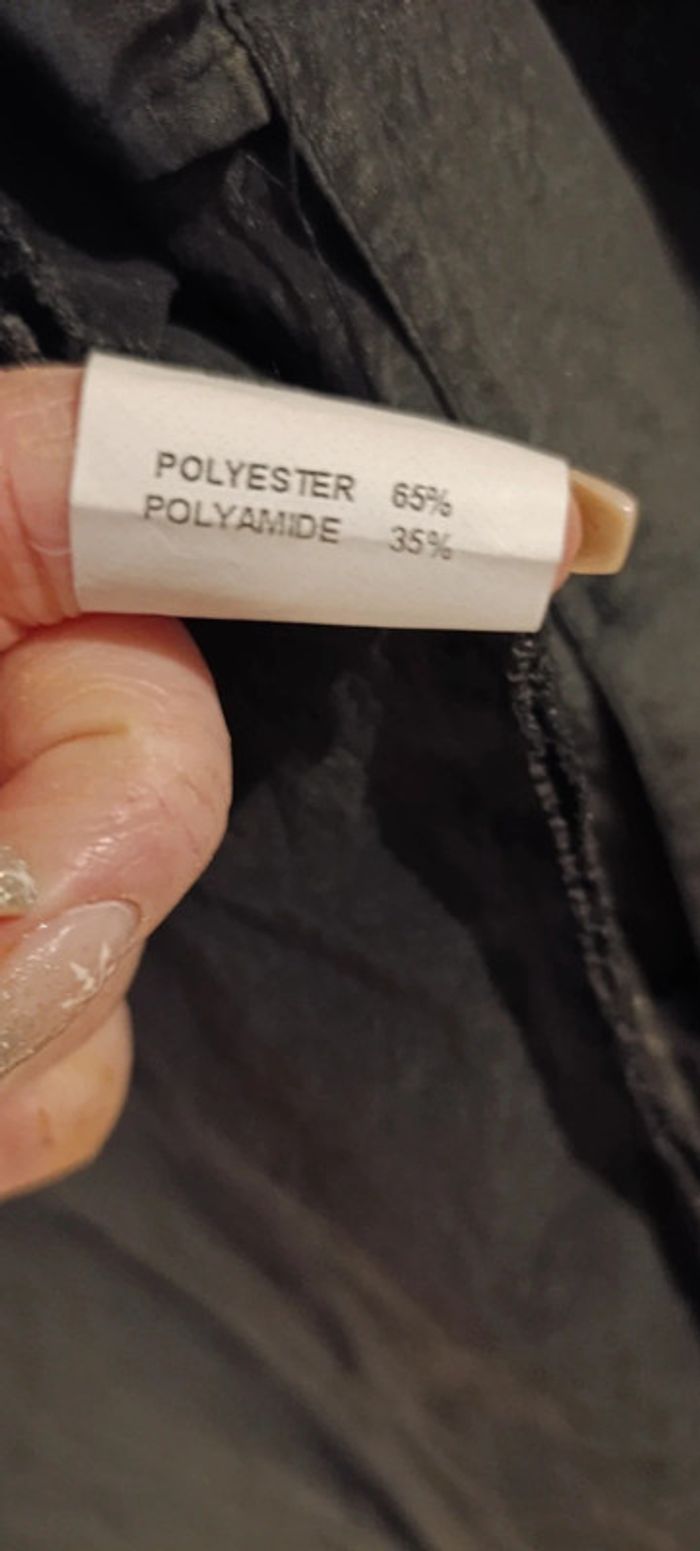 POLYESTER 65%
POLYAMIDE 35%